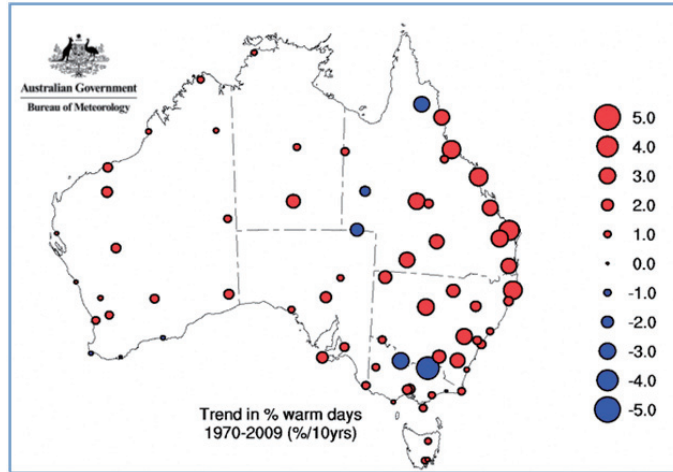 Australian Government
Bureau of Meteorology
5.0
4.0
3.0
2.0
1.0
0.0
-1.0
-2.0
-3.0
-4.0
-5.0
Trend in % warm days
1970-2009 (%/10yrs)